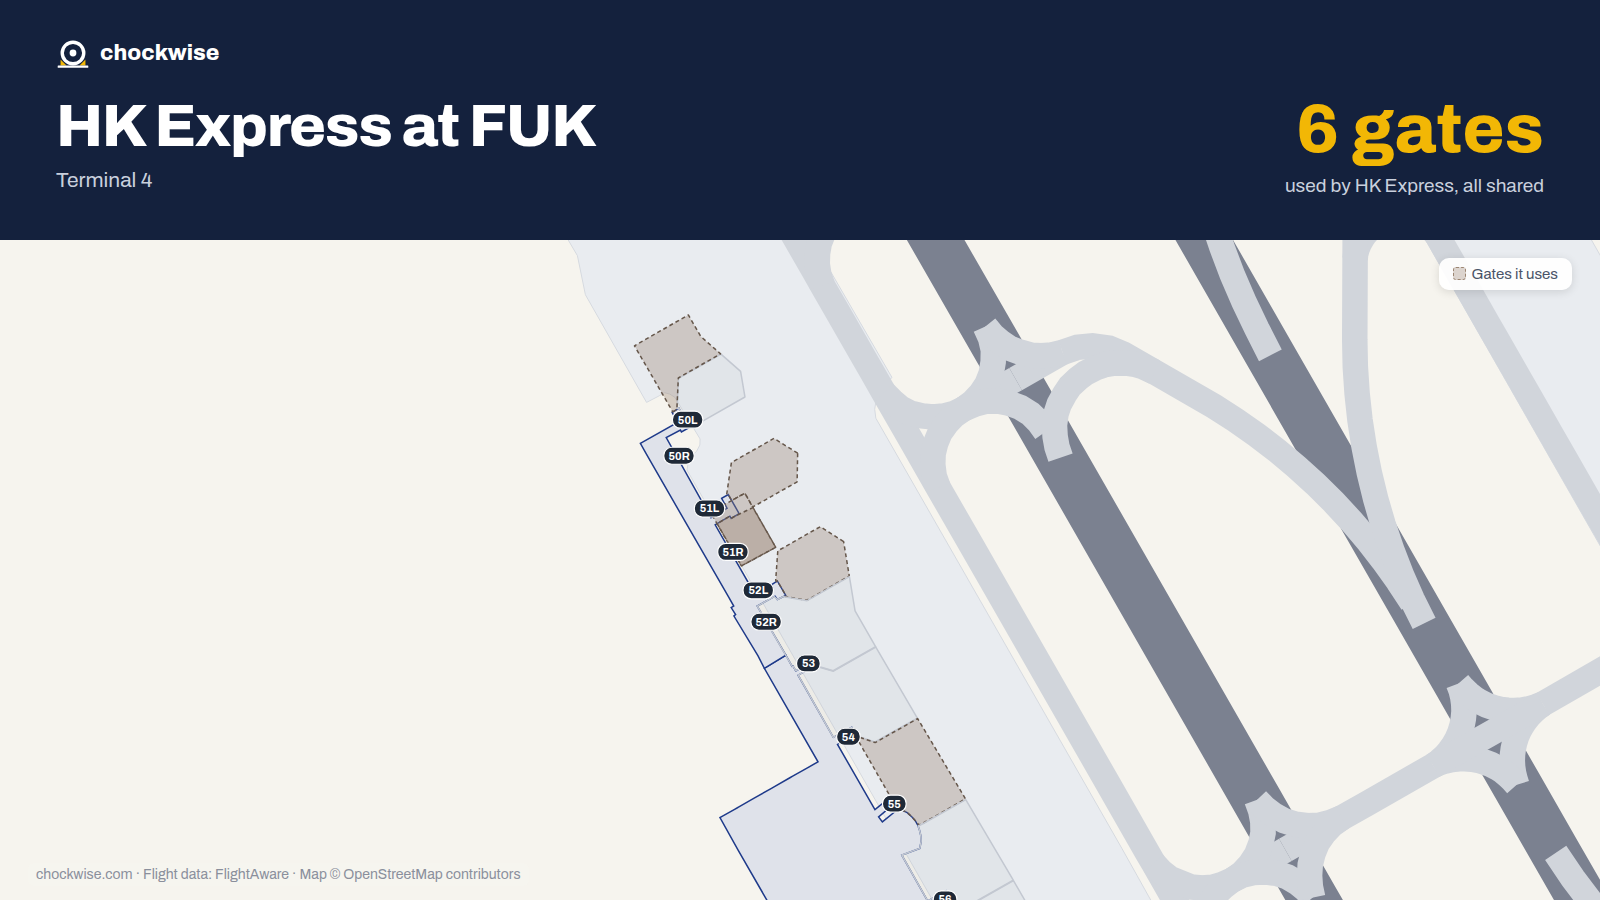 chockwise
HK Express at FUK
Terminal 4
6 gates
used by HK Express, all shared
Gates it uses
50L
50R
51L
51R
52L
52R
53
54
55
56
chockwise.com · Flight data: FlightAware · Map © OpenStreetMap contributors